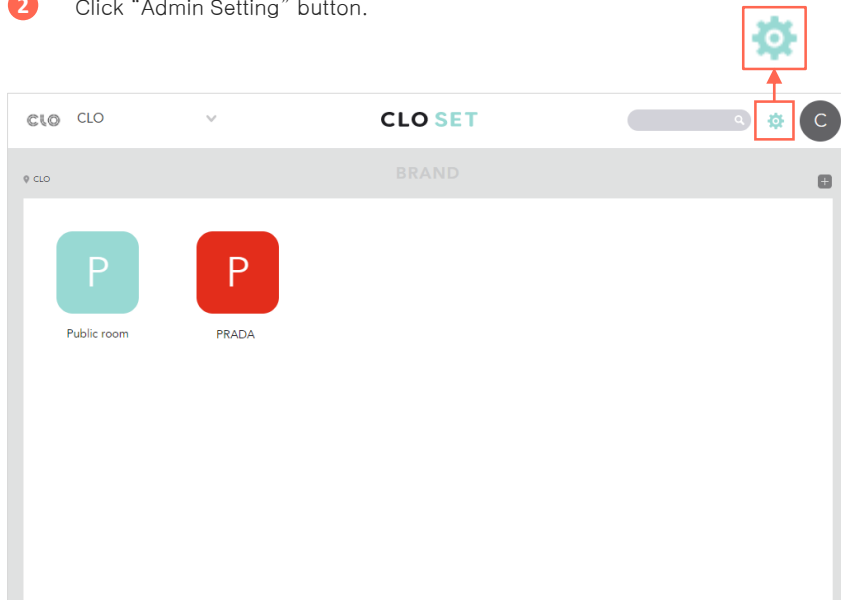 2 Click “Admin Setting” button.
CLO CLO CLO SET C
CLO BRAND
P P
Public room PRADA